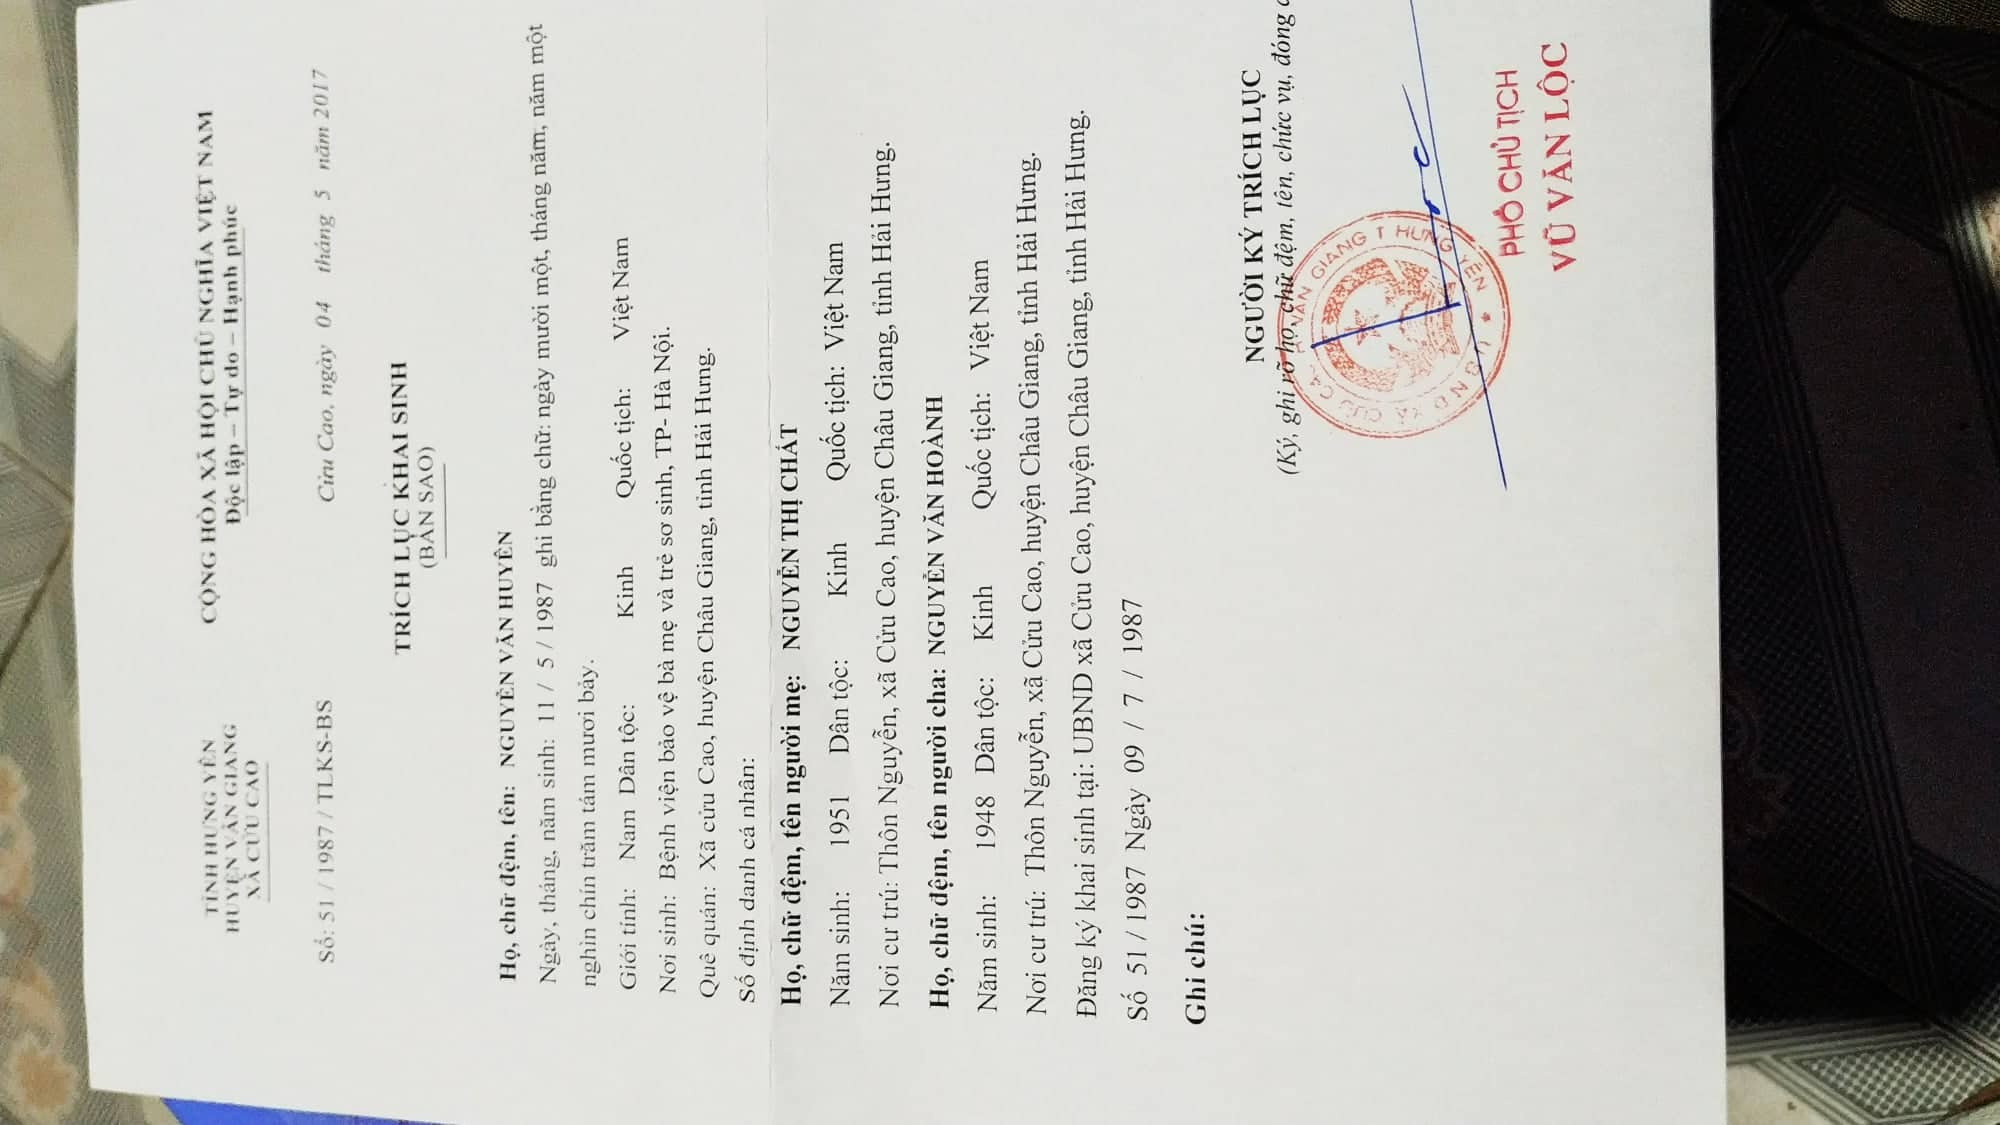 TỈNH HƯNG YÊN
HUYỆN VĂN GIANG
XÃ CỬU CAO
CỘNG HÒA XÃ HỘI CHỦ NGHĨA VIỆT NAM
Độc lập – Tự do – Hạnh phúc
Số: 51 / 1987 / TLKS-BS
Cửu Cao, ngày 04 tháng 5 năm 2017
TRÍCH LỤC KHAI SINH
(BẢN SAO)
Họ, chữ đệm, tên: NGUYỄN VĂN HUYÊN
Ngày, tháng, năm sinh: 11 / 5 / 1987 ghi bằng chữ: ngày mười một, tháng năm, năm một
nghìn chín trăm tám mươi bảy.
Giới tính: Nam Dân tộc: Kinh Quốc tịch: Việt Nam
Nơi sinh: Bệnh viện bảo vệ bà mẹ và trẻ sơ sinh, TP- Hà Nội.
Quê quán: Xã cửu Cao, huyện Châu Giang, tỉnh Hải Hưng.
Số định danh cá nhân:
Họ, chữ đệm, tên người mẹ: NGUYỄN THỊ CHÁT
Năm sinh: 1951 Dân tộc: Kinh Quốc tịch: Việt Nam
Nơi cư trú: Thôn Nguyễn, xã Cửu Cao, huyện Châu Giang, tỉnh Hải Hưng.
Họ, chữ đệm, tên người cha: NGUYỄN VĂN HOÀNH
Năm sinh: 1948 Dân tộc: Kinh Quốc tịch: Việt Nam
Nơi cư trú: Thôn Nguyễn, xã Cửu Cao, huyện Châu Giang, tỉnh Hải Hưng.
Đăng ký khai sinh tại: UBND xã Cửu Cao, huyện Châu Giang, tỉnh Hải Hưng.
Số 51 / 1987 Ngày 09 / 7 / 1987
Ghi chú:
NGƯỜI KÝ TRÍCH LỤC
(Ký, ghi rõ họ, chữ đệm, tên, chức vụ, đóng
U.B.N.D XÃ CỬU CAO
VĂN GIANG T HƯNG YÊN
PHÓ CHỦ TỊCH
VŨ VĂN LỘC